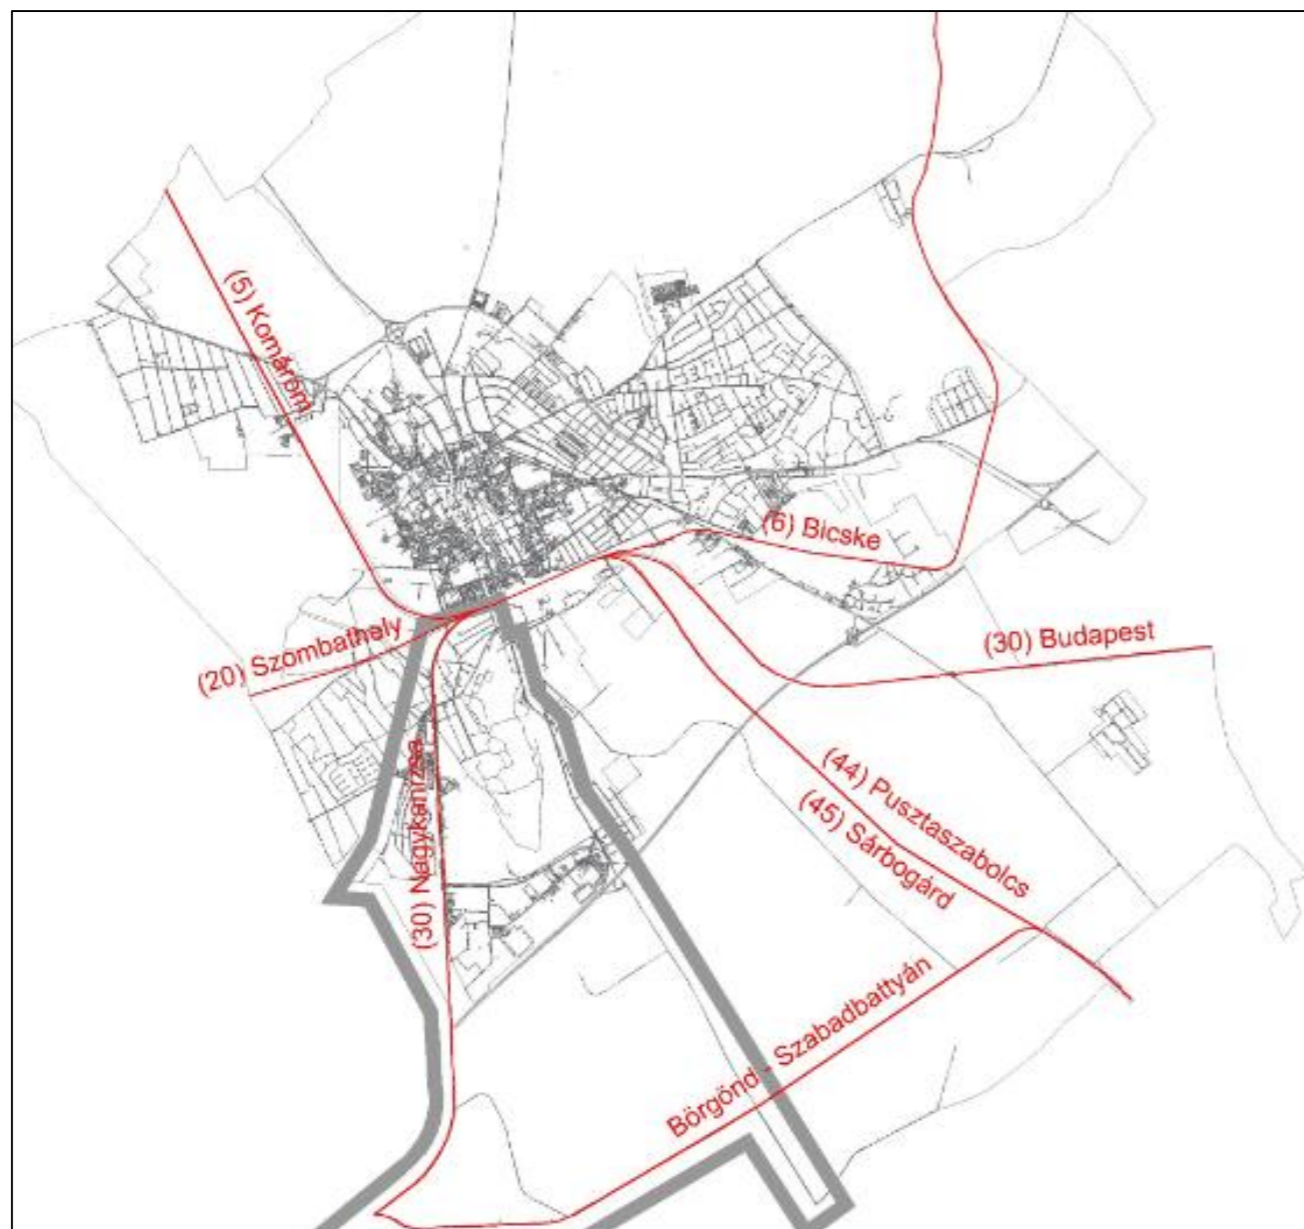 (5) Komárom
(6) Bicske
(20) Szombathely
(30) Budapest
(30) Nagykanizsa
(44) Pusztaszabolcs
(45) Sárbogárd
Börgönd - Szabadbattyán